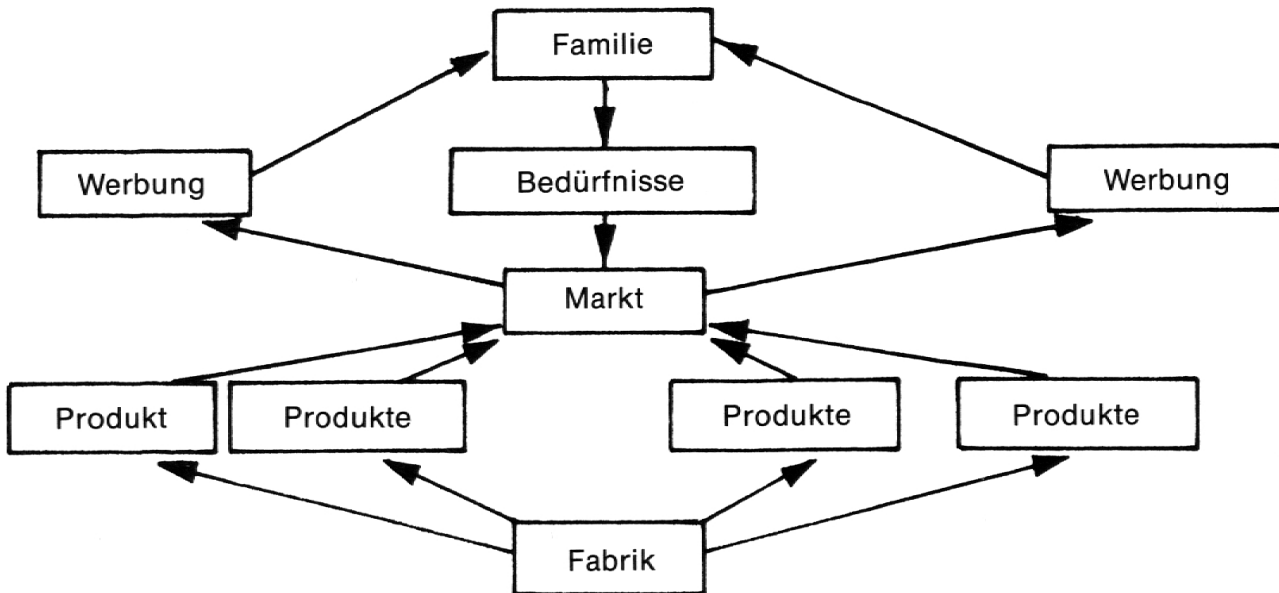 Familie
Werbung
Bedürfnisse
Werbung
Markt
Produkt
Produkte
Produkte
Produkte
Fabrik